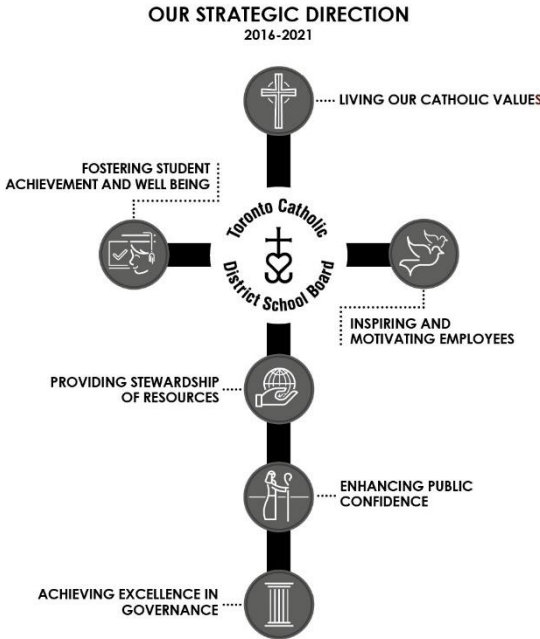 OUR STRATEGIC DIRECTION
2016-2021
LIVING OUR CATHOLIC VALUES
FOSTERING STUDENT
ACHIEVEMENT AND WELL BEING
Toronto Catholic
District School Board
INSPIRING AND
MOTIVATING EMPLOYEES
PROVIDING STEWARDSHIP
OF RESOURCES
ENHANCING PUBLIC
CONFIDENCE
ACHIEVING EXCELLENCE IN
GOVERNANCE